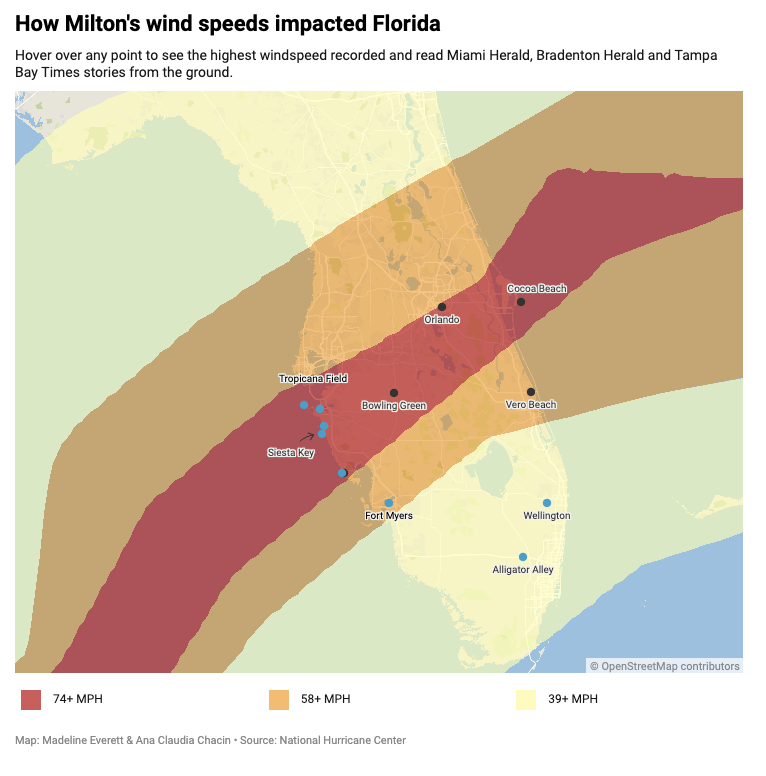 How Milton's wind speeds impacted Florida
Hover over any point to see the highest windspeed recorded and read Miami Herald, Bradenton Herald and Tampa
Bay Times stories from the ground.
Cocoa Beach
Orlando
Tropicana Field
Bowling Green
Vero Beach
Siesta Key
Fort Myers
Wellington
Alligator Alley
© OpenStreetMap contributors
74+ MPH
58+ MPH
39+ MPH
Map: Madeline Everett & Ana Claudia Chacin • Source: National Hurricane Center